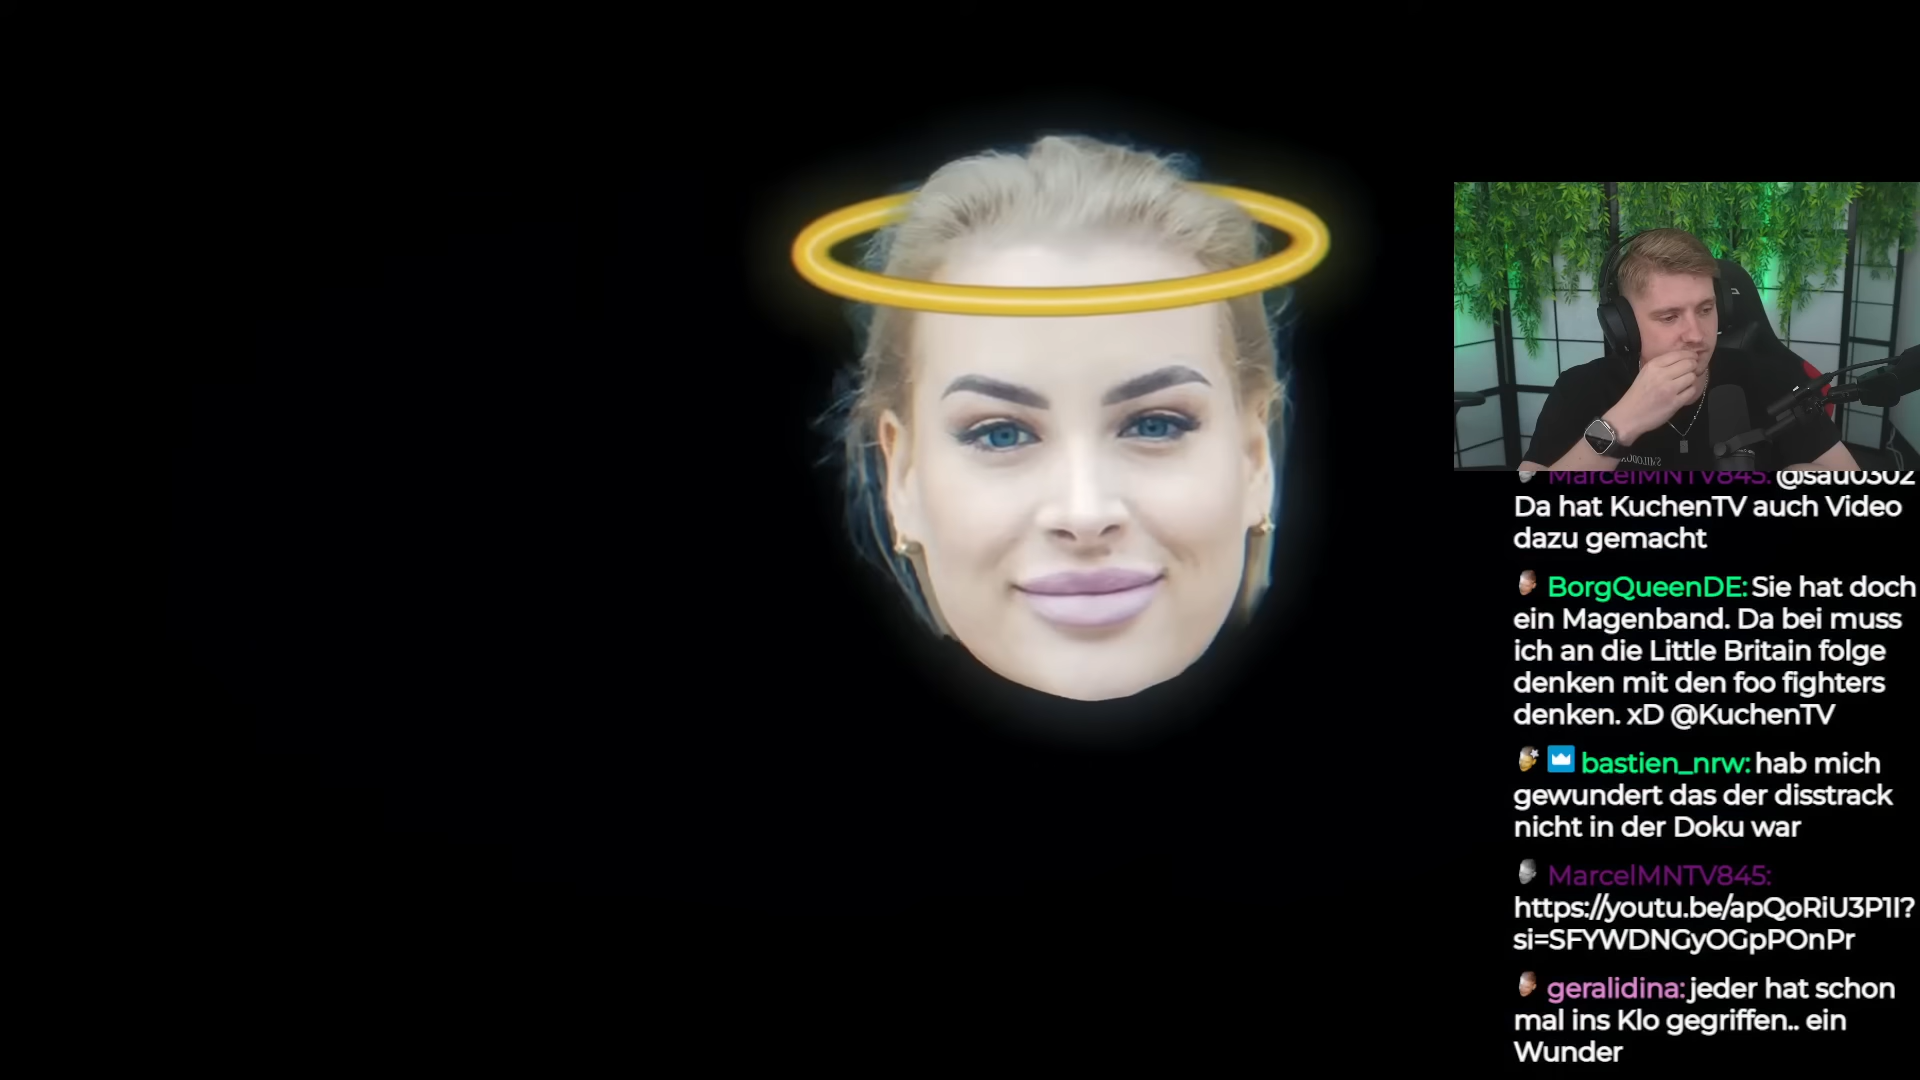 MarcelMNTV845: @sau0302
Da hat KuchenTV auch Video
dazu gemacht
BorgQueenDE: Sie hat doch
ein Magenband. Da bei muss
ich an die Little Britain folge
denken mit den foo fighters
denken. xD @KuchenTV
bastien_nrw: hab mich
gewundert das der disstrack
nicht in der Doku war
MarcelMNTV845:
https://youtu.be/apQoRiU3P1I?
si=SFYWDNGyOGpPOnPr
geralidina: jeder hat schon
mal ins Klo gegriffen.. ein
Wunder